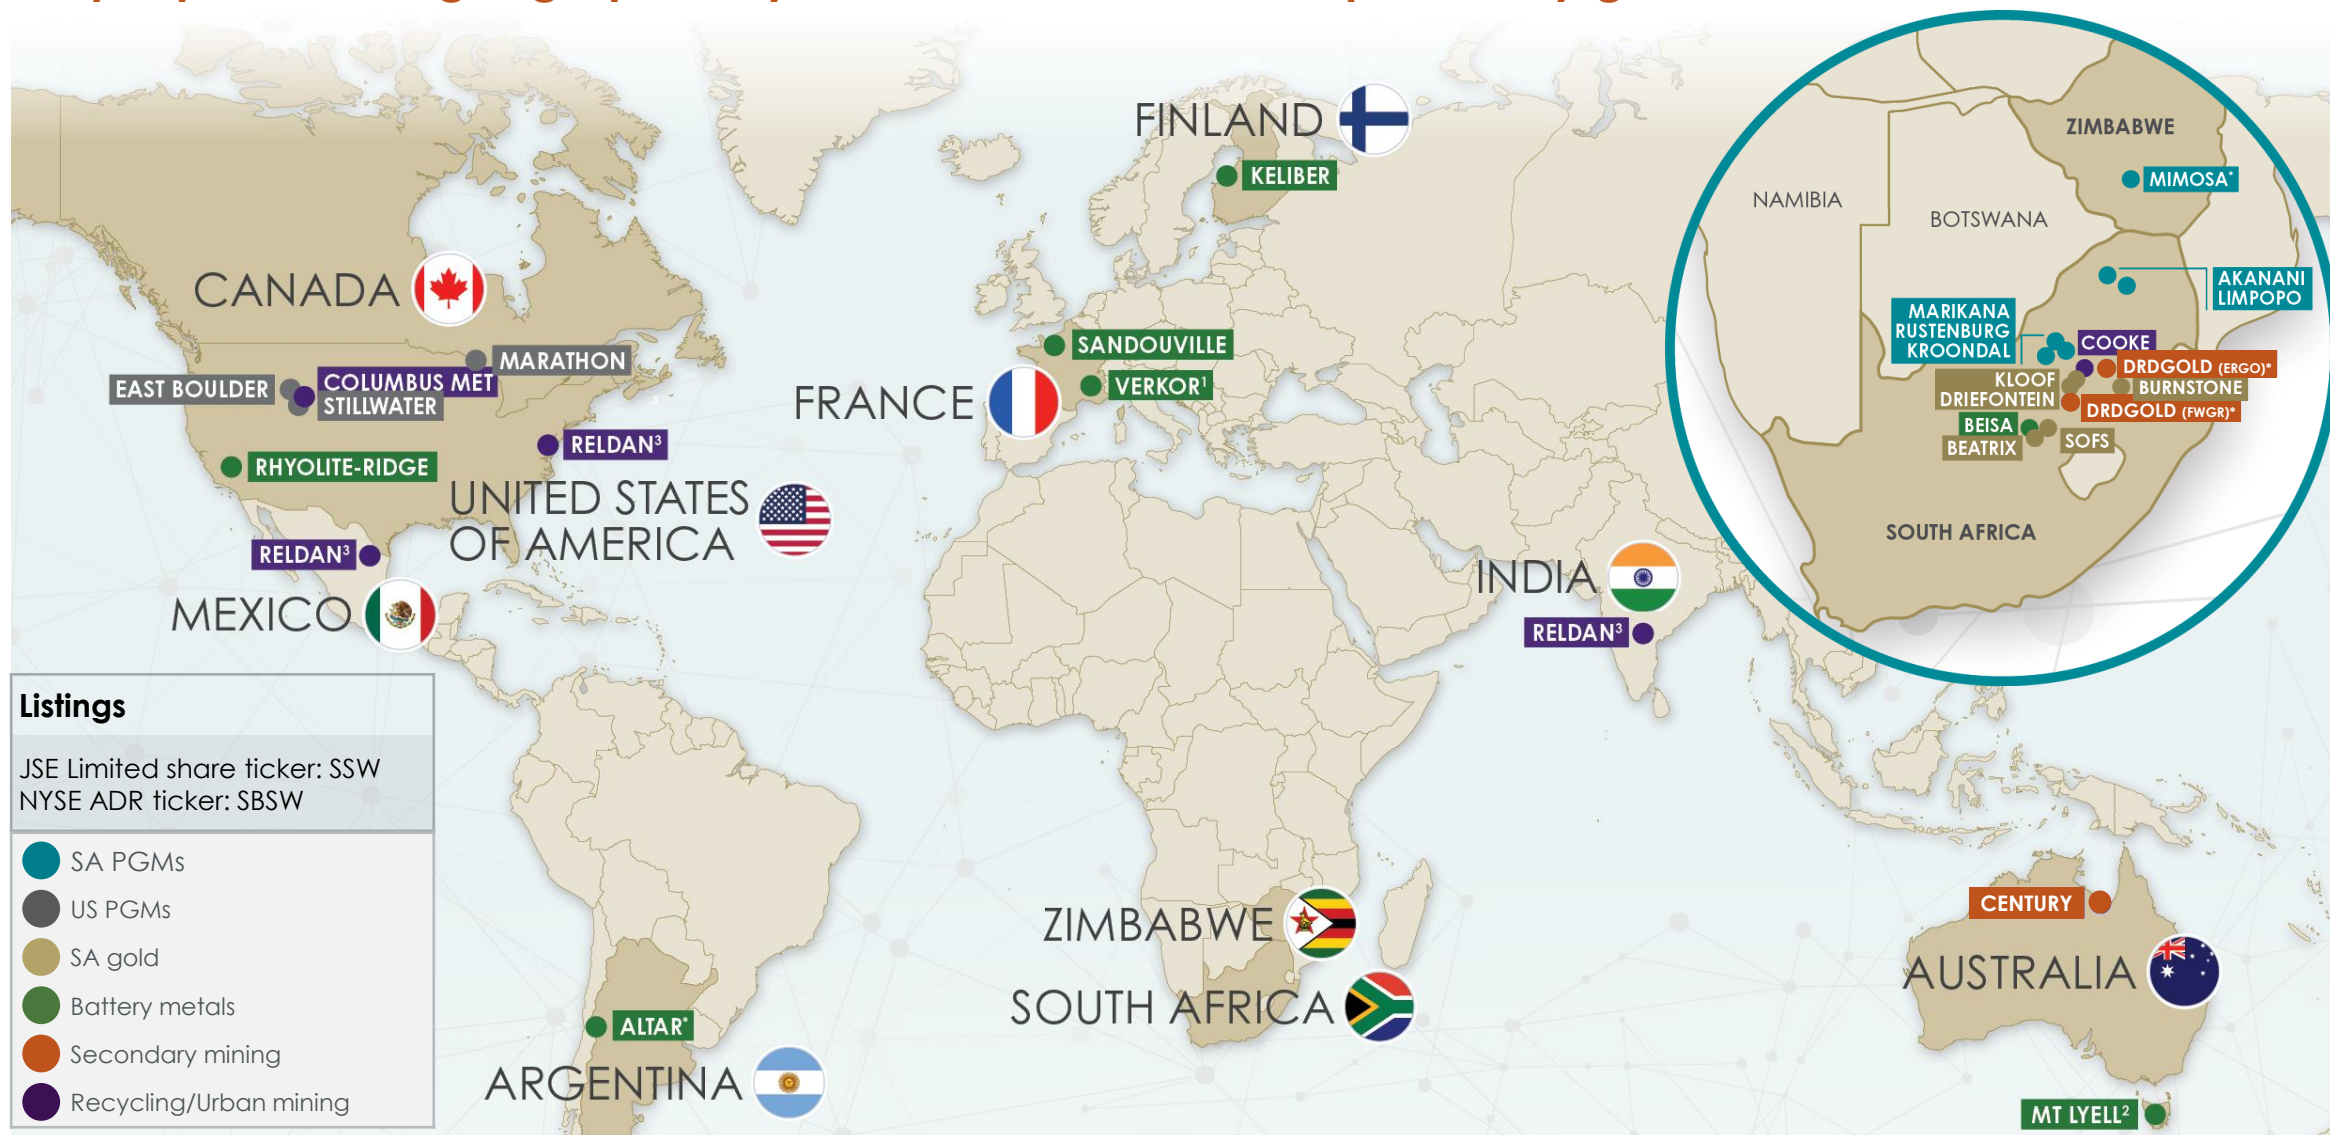 FINLAND
KELIBER
CANADA
MARATHON
EAST BOULDER
COLUMBUS MET
STILLWATER
RELDAN³
RHYOLITE-RIDGE
UNITED STATES
OF AMERICA
RELDAN³
MEXICO
SANDOUVILLE
VERKOR¹
FRANCE
3
INDIA
RELDAN³
ZIMBABWE
MIMOSA*
NAMIBIA
BOTSWANA
AKANANI
LIMPOPO
MARIKANA
RUSTENBURG
KROONDAL
COOKE
DRDGOLD (ERGO)*
KLOOF
DRIEFONTEIN
BURNSTONE
DRDGOLD (FWGR)*
BEISA
BEATRIX
SOFS
SOUTH AFRICA
Listings
JSE Limited share ticker: SSW
NYSE ADR ticker: SBSW
SA PGMs
US PGMs
SA gold
Battery metals
Secondary mining
Recycling/Urban mining
ALTAR*
ARGENTINA
ZIMBABWE
SOUTH AFRICA
CENTURY
AUSTRALIA
MT LYELL²